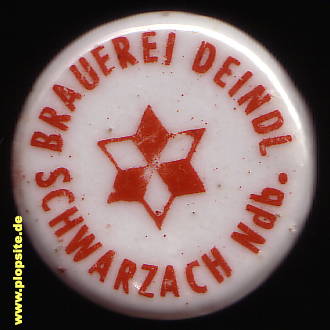 BRAUEREI DEINDL
SCHWARZACH Ndb.
www.plopsite.de